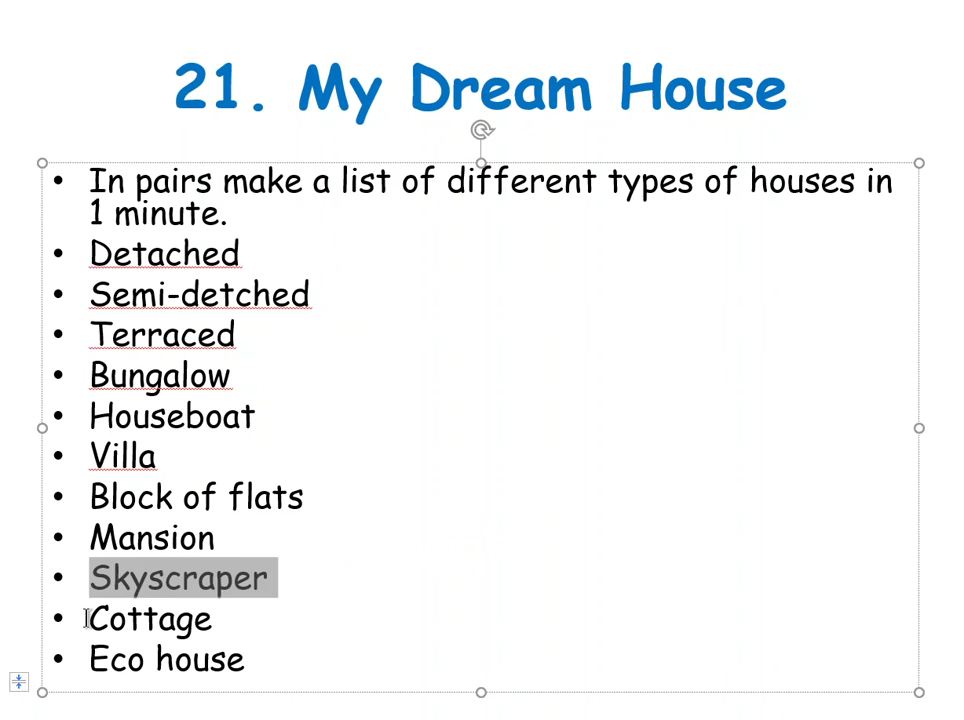 21. My Dream House
• In pairs make a list of different types of houses in
1 minute.
• Detached
• Semi-detched
• Terraced
• Bungalow
• Houseboat
• Villa
• Block of flats
• Mansion
• Skyscraper
• Cottage
• Eco house